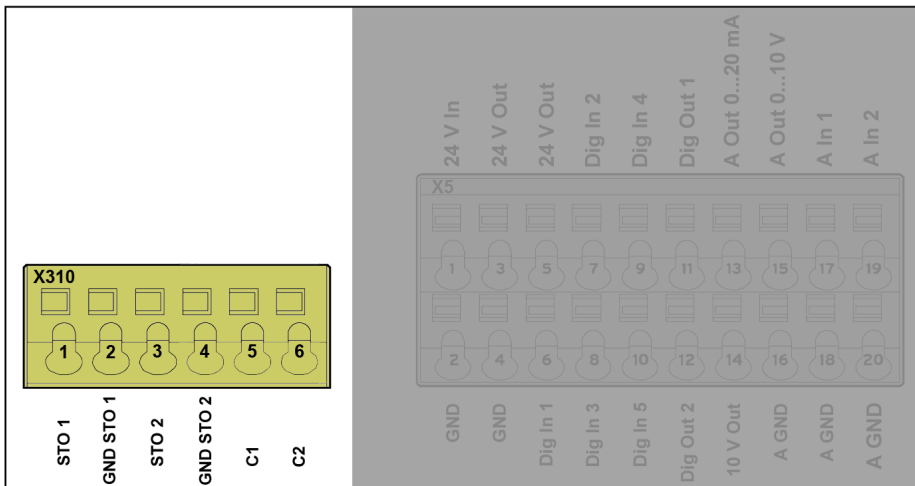 24 V In
24 V Out
24 V Out
Dig In 2
Dig In 4
Dig Out 1
A Out 0...20 mA
A Out 0...10 V
A In 1
A In 2
X5
1 3 5 7 9 11 13 15 17 19
2 4 6 8 10 12 14 16 18 20
GND
GND
Dig In 1
Dig In 3
Dig In 5
Dig Out 2
10 V Out
A GND
A GND
A GND
X310
1 2 3 4 5 6
STO 1
GND STO 1
STO 2
GND STO 2
C1
C2